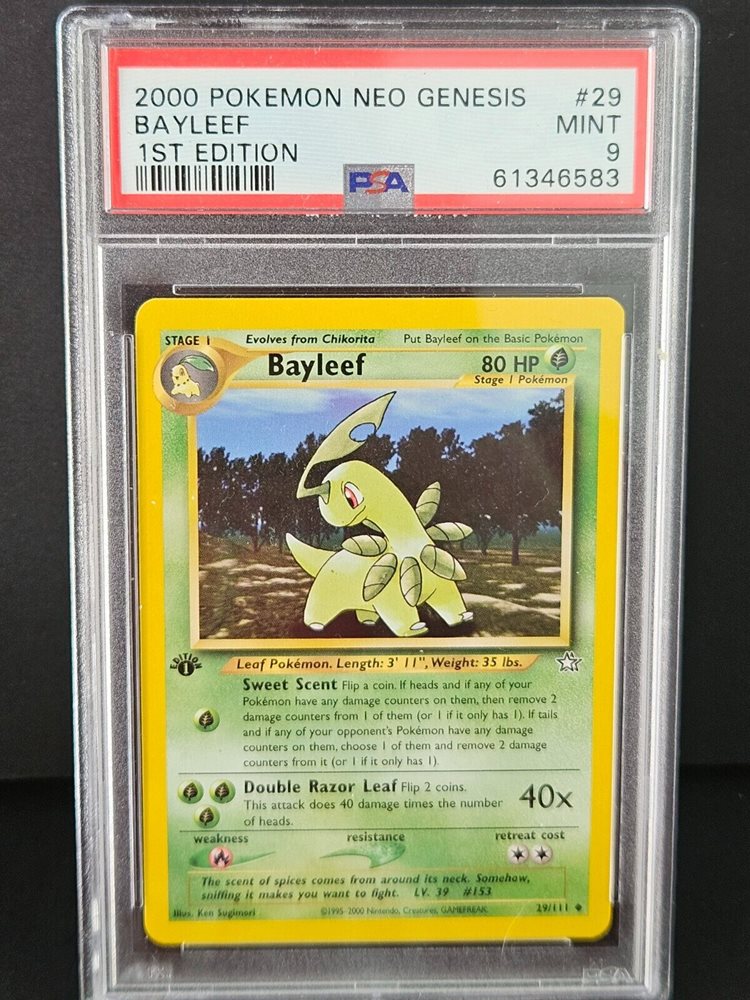 2000 POKEMON NEO GENESIS #29
BAYLEEF MINT
1ST EDITION 9
PSA 61346583
STAGE 1 Evolves from Chikorita Put Bayleef on the Basic Pokémon
Bayleef 80 HP
Stage 1 Pokémon
EDITION
1
Leaf Pokémon. Length: 3' 11", Weight: 35 lbs.
Sweet Scent Flip a coin. If heads and if any of your
Pokémon have any damage counters on them, then remove 2
damage counters from 1 of them (or 1 if it only has 1). If tails
and if any of your opponent's Pokémon have any damage
counters on them, choose 1 of them and remove 2 damage
counters from it (or 1 if it only has 1).
Double Razor Leaf Flip 2 coins.
This attack does 40 damage times the number
of heads.
40x
weakness resistance retreat cost
The scent of spices comes from around its neck. Somehow,
sniffing it makes you want to fight. LV. 39 #153
Illus. Ken Sugimori ©1995-2000 Nintendo, Creatures, GAMEFREAK. 29/111
PSA